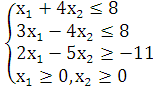 x₁ + 4x₂ ≤ 8
3x₁ − 4x₂ ≤ 8
2x₁ − 5x₂ ≥ −11
x₁ ≥ 0, x₂ ≥ 0